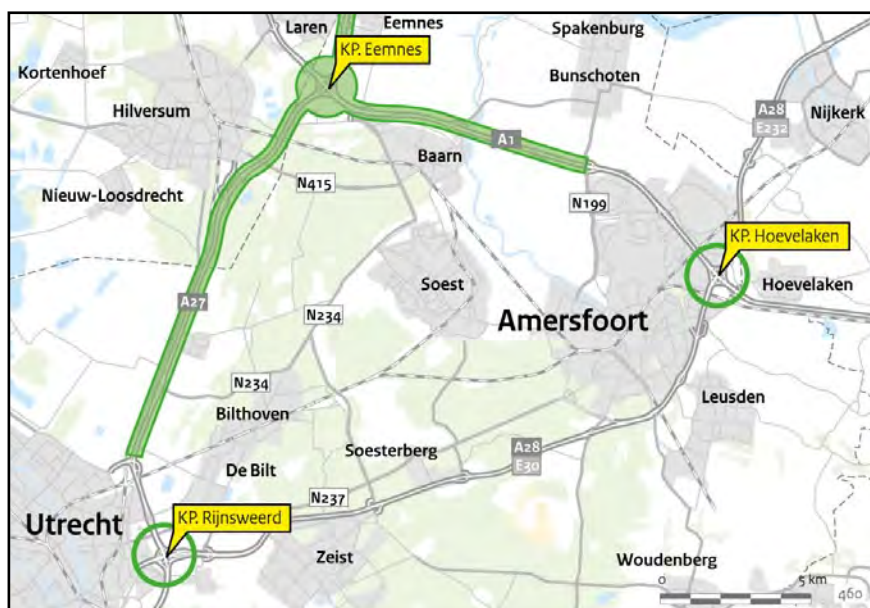 Laren
Eemnes
Spakenburg
KP. Eemnes
Kortenhoef
Bunschoten
Hilversum
A28
E232
Nijkerk
A1
Baarn
N415
Nieuw-Loosdrecht
N199
KP. Hoevelaken
Soest
Hoevelaken
A27
Amersfoort
N234
N234
Leusden
Bilthoven
A28
E30
Soesterberg
De Bilt
N237
KP. Rijnsweerd
Utrecht
Zeist
Woudenberg
0 5 km
460